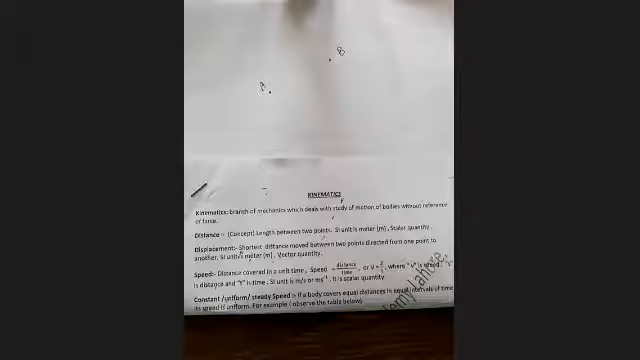 B
A
KINEMATICS
Kinematics: branch of mechanics which deals with study of motion of bodies without reference
of force.
Distance :- (Concept) Length between two points. SI unit is meter (m), Scalar quantity.
Displacement:- Shortest distance moved between two points directed from one point to
another. SI unit is meter (m), Vector quantity.
Speed:- Distance covered in a unit time, Speed = distance/time, or V = , where "v" is speed,
is distance and "t" is time, SI unit is m/s or ms⁻¹. It is scalar quantity
Constant /uniform/ steady Speed :- If a body covers equal distances in equal intervals of time
its speed is uniform. For example ( observe the table below)
Lahore,